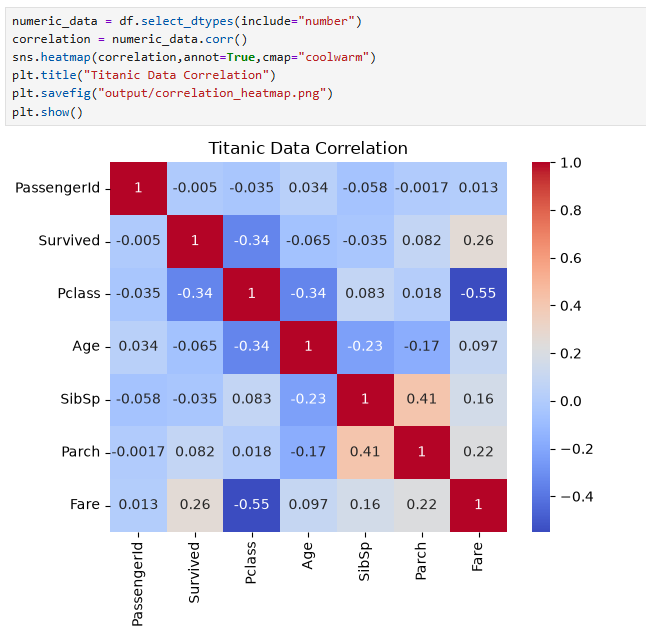 numeric_data = df.select_dtypes(include="number")
correlation = numeric_data.corr()
sns.heatmap(correlation,annot=True,cmap="coolwarm")
plt.title("Titanic Data Correlation")
plt.savefig("output/correlation_heatmap.png")
plt.show()
Titanic Data Correlation
PassengerId 1 -0.005 -0.035 0.034 -0.058 -0.0017 0.013
Survived -0.005 1 -0.34 -0.065 -0.035 0.082 0.26
Pclass -0.035 -0.34 1 -0.34 0.083 0.018 -0.55
Age 0.034 -0.065 -0.34 1 -0.23 -0.17 0.097
SibSp -0.058 -0.035 0.083 -0.23 1 0.41 0.16
Parch -0.0017 0.082 0.018 -0.17 0.41 1 0.22
Fare 0.013 0.26 -0.55 0.097 0.16 0.22 1
PassengerId
Survived
Pclass
Age
SibSp
Parch
Fare
1.0
0.8
0.6
0.4
0.2
0.0
−0.2
−0.4